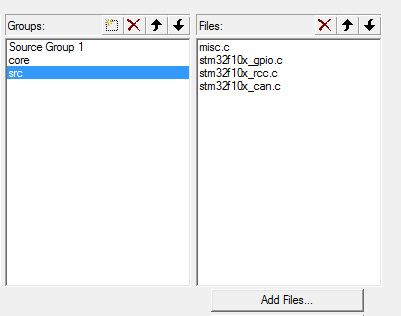 Groups:
Source Group 1
core
src
Files:
misc.c
stm32f10x_gpio.c
stm32f10x_rcc.c
stm32f10x_can.c
Add Files...